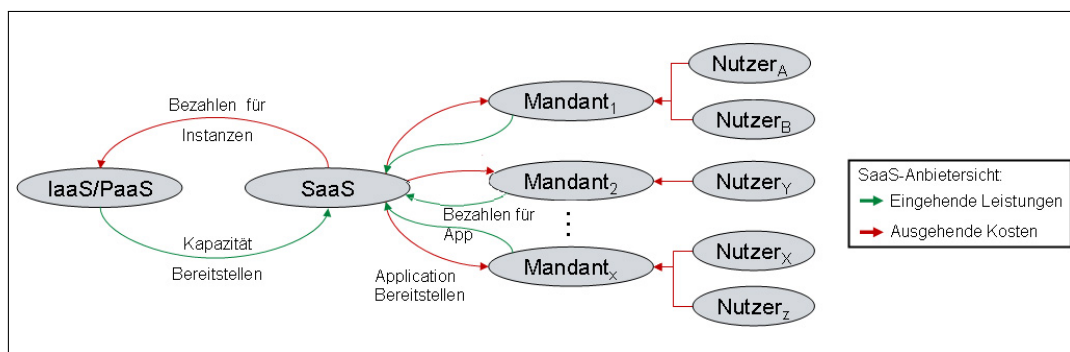 Bezahlen für
Instanzen
IaaS/PaaS
SaaS
Kapazität
Bereitstellen
Mandant1
Mandant2
Bezahlen für
App
⋮
Mandantx
Application
Bereitstellen
NutzerA
NutzerB
NutzerY
NutzerX
Nutzerz
SaaS-Anbietersicht:
Eingehende Leistungen
Ausgehende Kosten